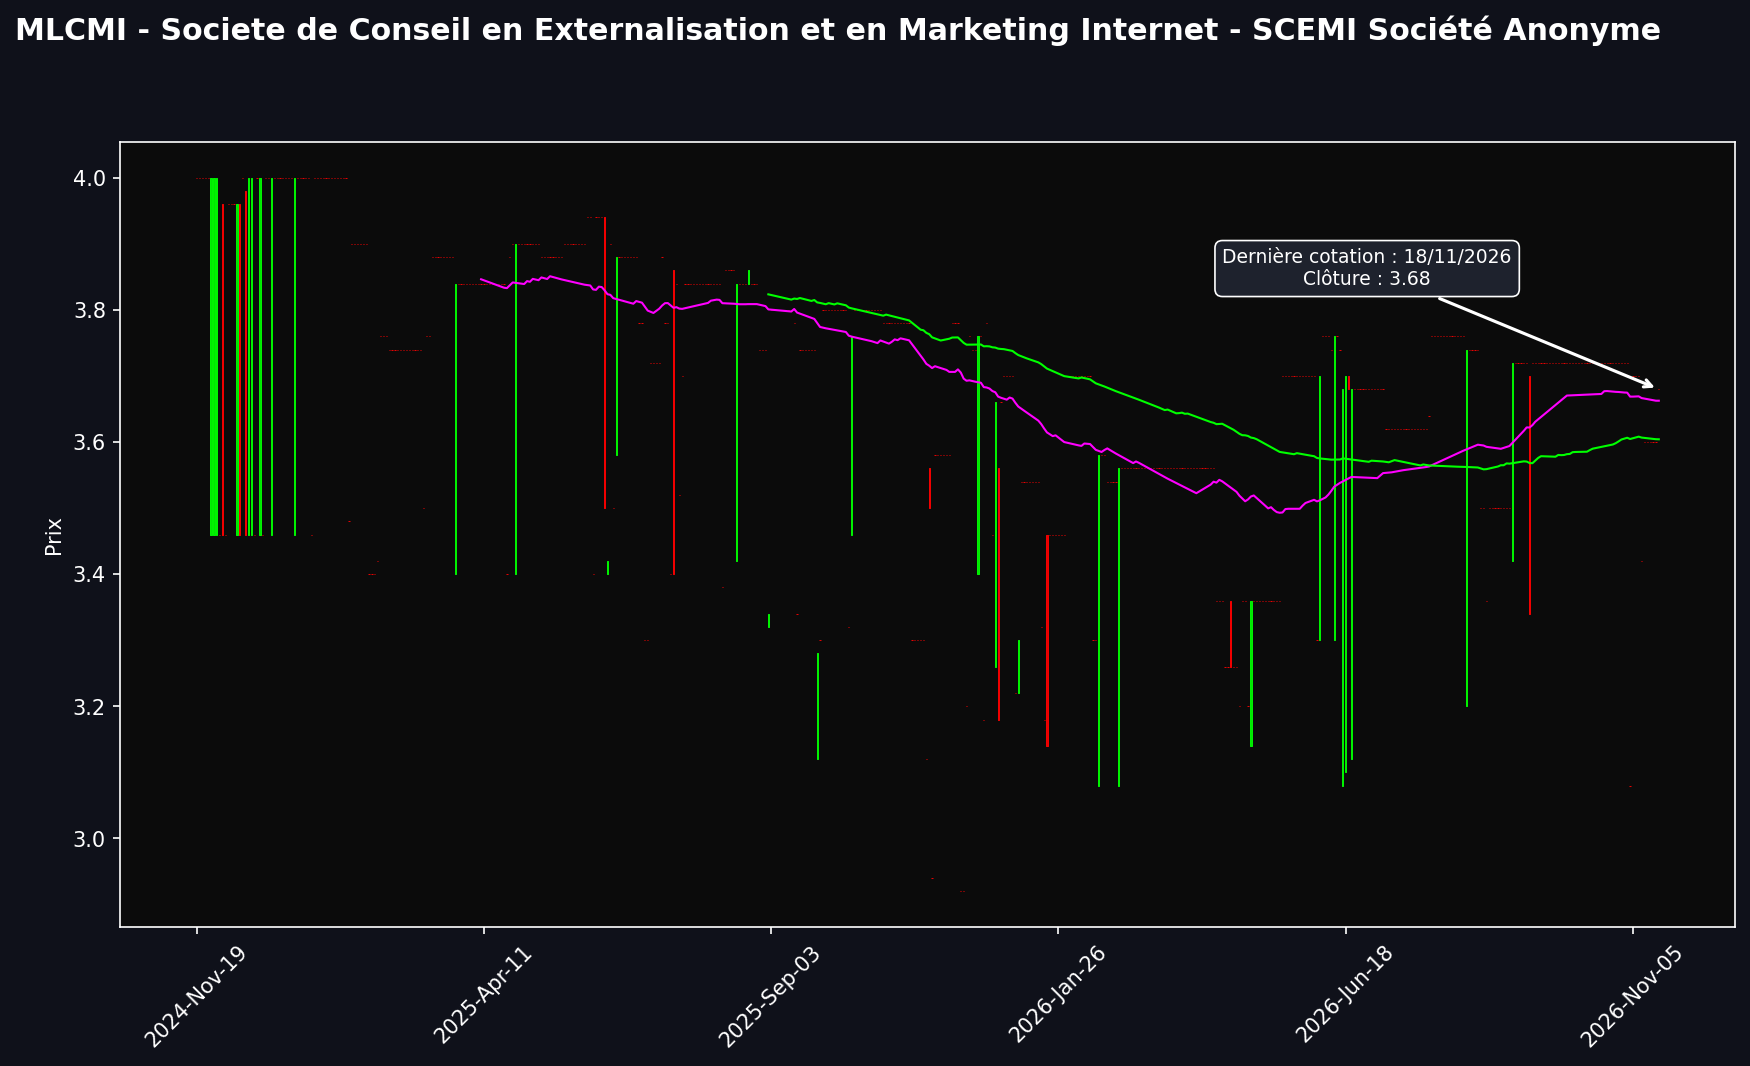 MLCMI - Societe de Conseil en Externalisation et en Marketing Internet - SCEMI Société Anonyme
Dernière cotation : 18/11/2026
Clôture : 3.68
Prix
4.0
3.8
3.6
3.4
3.2
3.0
2024-Nov-19
2025-Apr-11
2025-Sep-03
2026-Jan-26
2026-Jun-18
2026-Nov-05